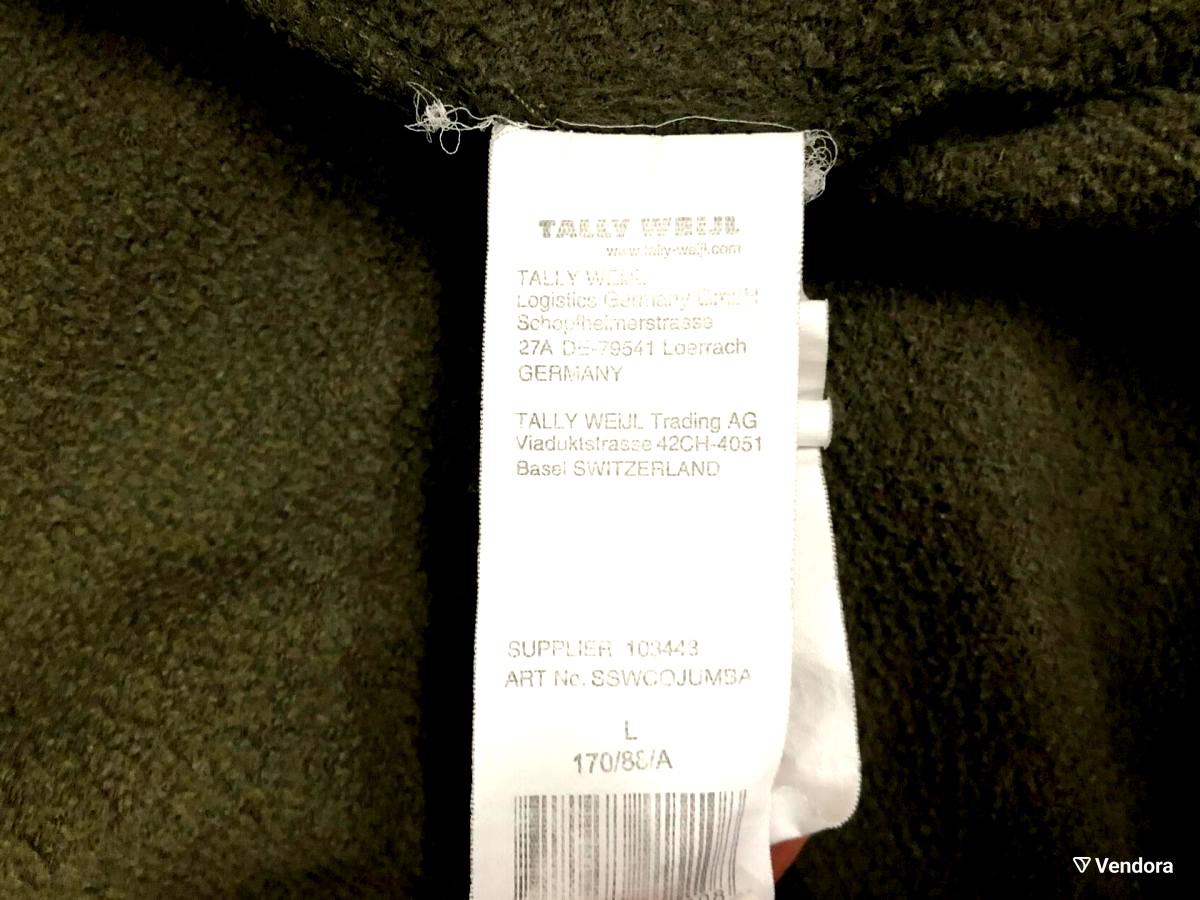 TALLY WEIJL
www.tally-weijl.com
TALLY WEIJL
Logistics Germany GmbH
Schopfheimerstrasse
27A DE-79541 Loerrach
GERMANY
TALLY WEIJL Trading AG
Viaduktstrasse 42CH-4051
Basel SWITZERLAND
SUPPLIER 103443
ART No. SSWCOJUMBA
L
170/88/A
Vendora